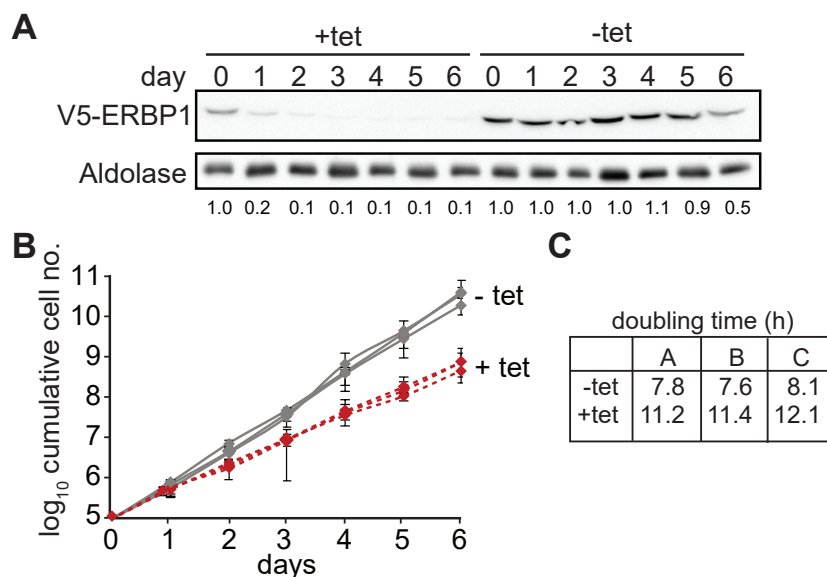 A
+tet -tet
day 0 1 2 3 4 5 6 0 1 2 3 4 5 6
V5-ERBP1
Aldolase
1.0 0.2 0.1 0.1 0.1 0.1 0.1 1.0 1.0 1.0 1.0 1.1 0.9 0.5
B
log10 cumulative cell no.
11
10
9
8
7
6
5
- tet
+ tet
0 1 2 3 4 5 6
days
C
doubling time (h)
A B C
-tet 7.8 7.6 8.1
+tet 11.2 11.4 12.1